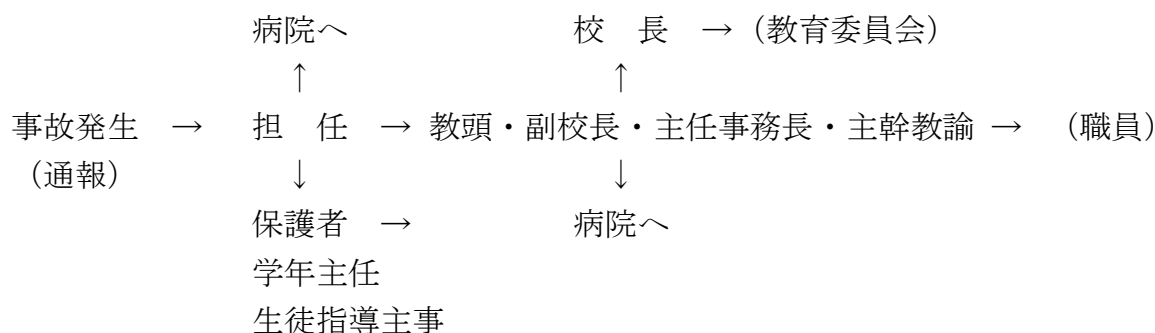 病院へ　校　長　→（教育委員会）
↑　↑
事故発生　→　担　任　→ 教頭・副校長・主任事務長・主幹教諭 →　（職員）
（通報）　↓　↓
保護者　→　病院へ
学年主任
生徒指導主事